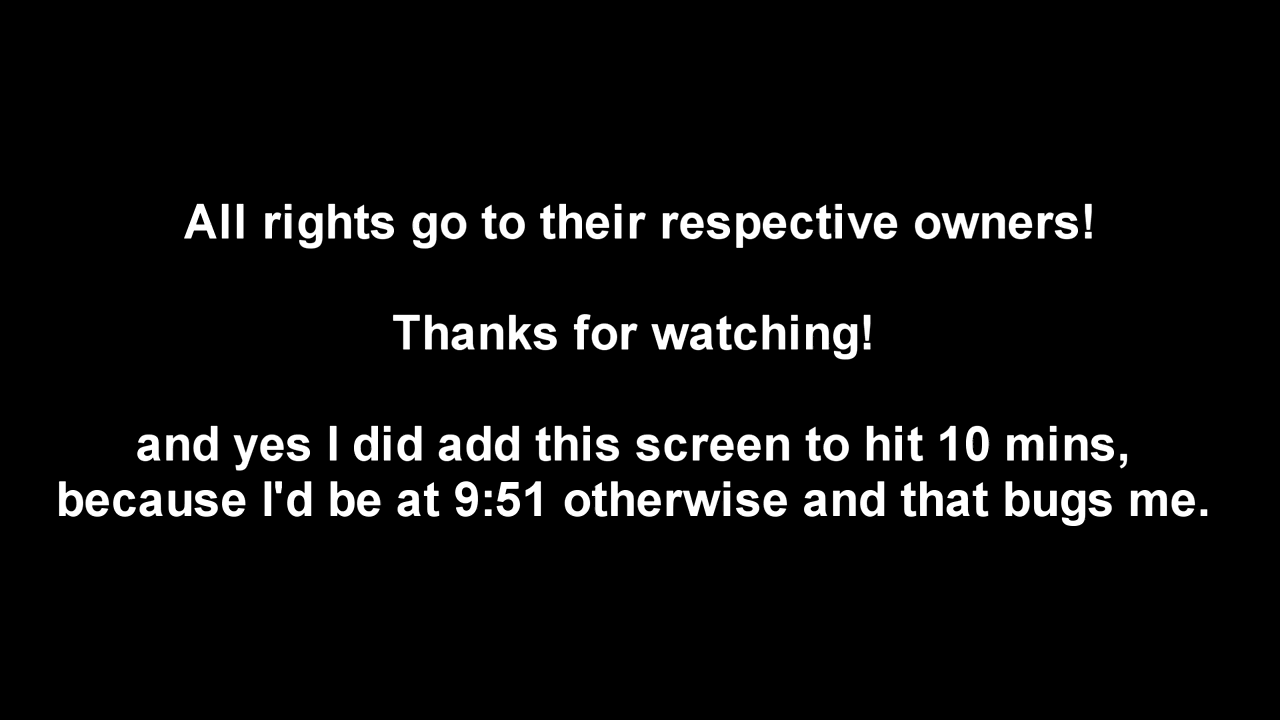 All rights go to their respective owners!
Thanks for watching!
and yes I did add this screen to hit 10 mins,
because I'd be at 9:51 otherwise and that bugs me.